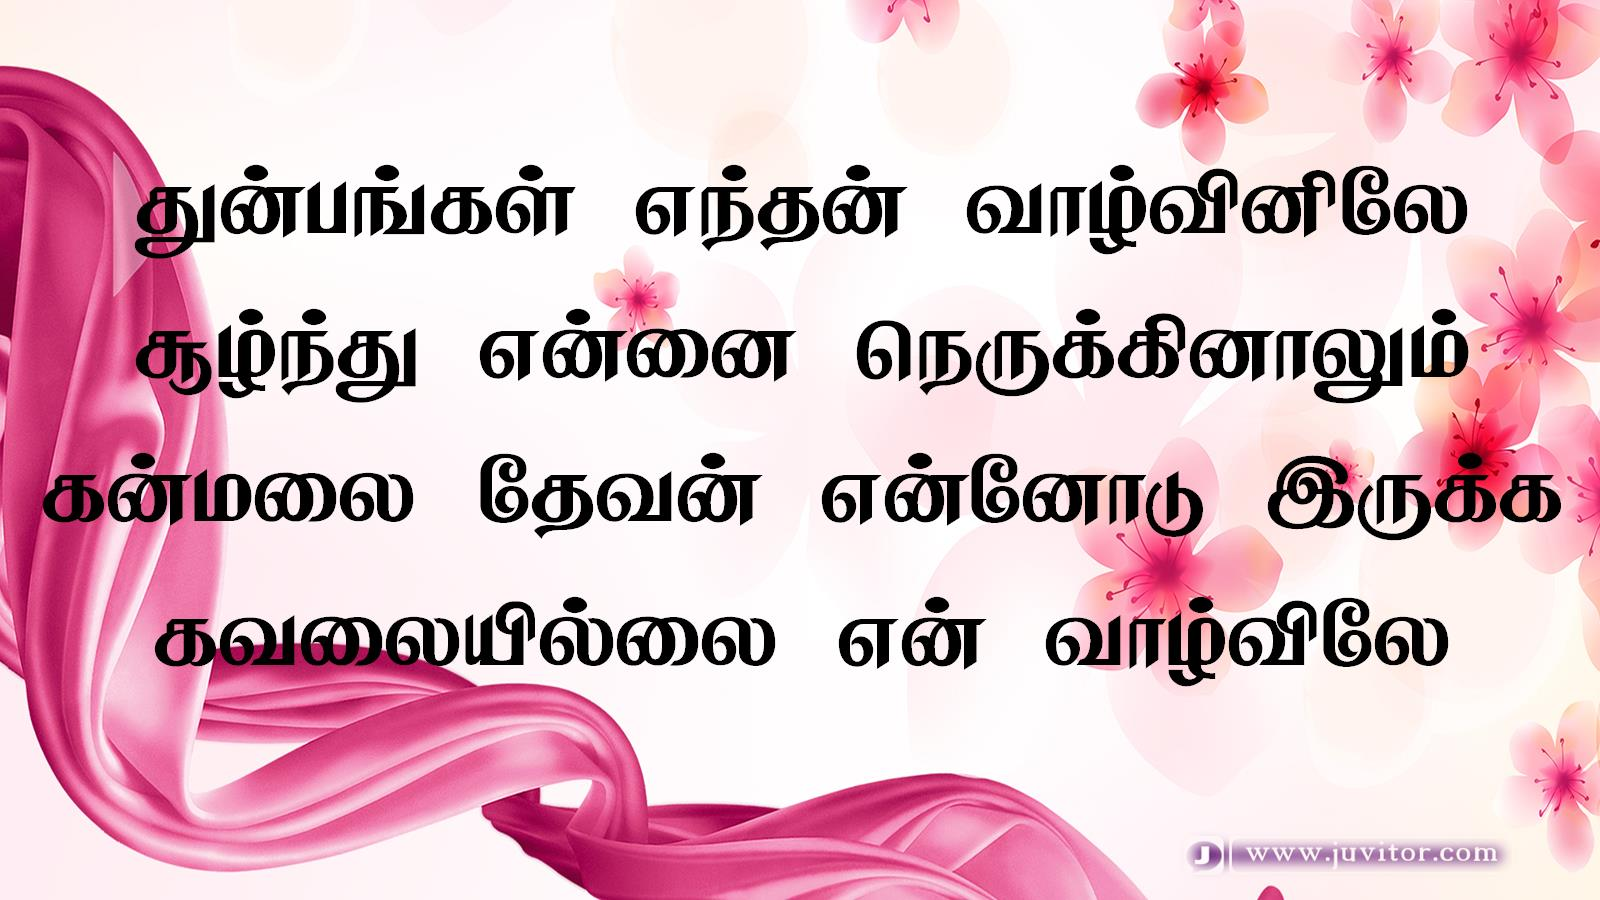 துன்பங்கள் எந்தன் வாழ்வினிலே
சூழ்ந்து என்னை நெருக்கினாலும்
கன்மலை தேவன் என்னோடு இருக்க
கவலையில்லை என் வாழ்விலே
J www.juvitor.com